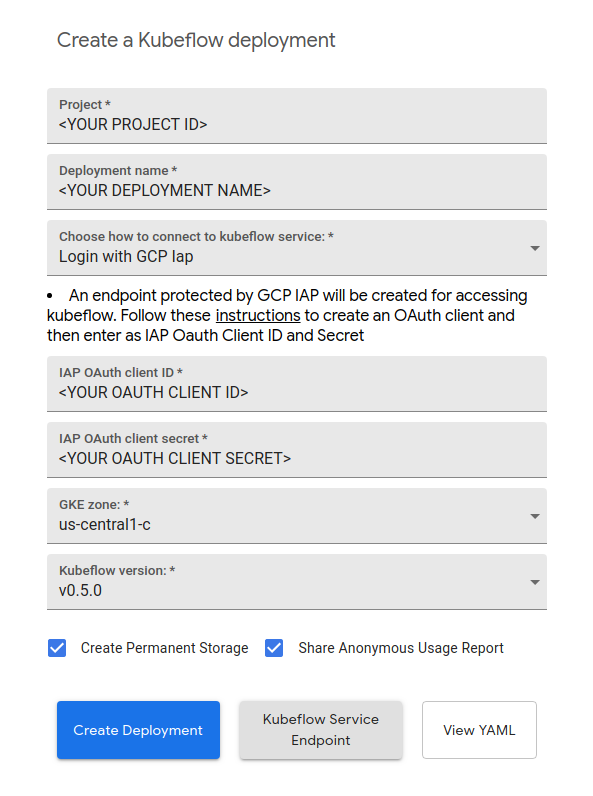 Create a Kubeflow deployment
Project *
<YOUR PROJECT ID>
Deployment name *
<YOUR DEPLOYMENT NAME>
Choose how to connect to kubeflow service: *
Login with GCP Iap
• An endpoint protected by GCP IAP will be created for accessing
kubeflow. Follow these instructions to create an OAuth client and
then enter as IAP Oauth Client ID and Secret
IAP OAuth client ID *
<YOUR OAUTH CLIENT ID>
IAP OAuth client secret *
<YOUR OAUTH CLIENT SECRET>
GKE zone: *
us-central1-c
Kubeflow version: *
v0.5.0
Create Permanent Storage
Share Anonymous Usage Report
Create Deployment
Kubeflow Service
Endpoint
View YAML